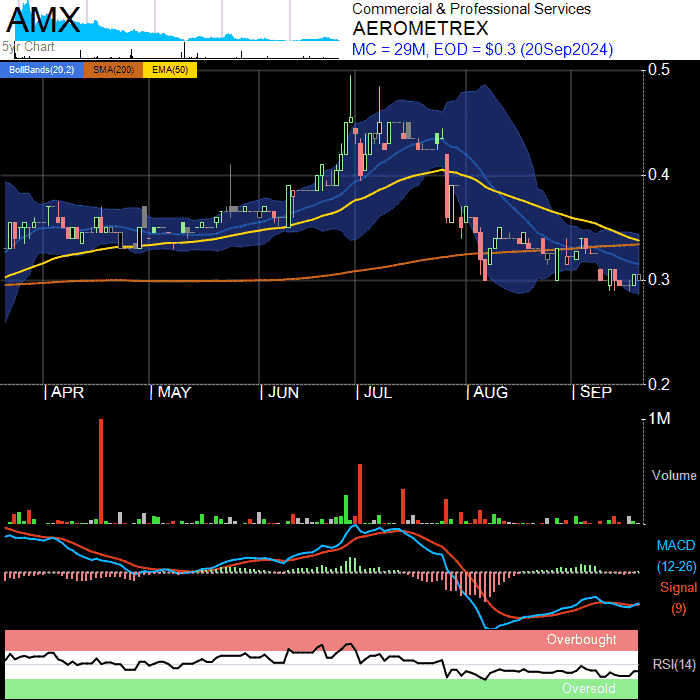 AMX
5yr Chart
Commercial & Professional Services
AEROMETREX
MC = 29M, EOD = $0.3 (20Sep2024)
BollBands(20,2) SMA(200) EMA(50)
0.5
0.4
0.3
0.2
APR MAY JUN JUL AUG SEP
1M
Volume
MACD
(12-26)
Signal
(9)
Overbought
RSI(14)
Oversold